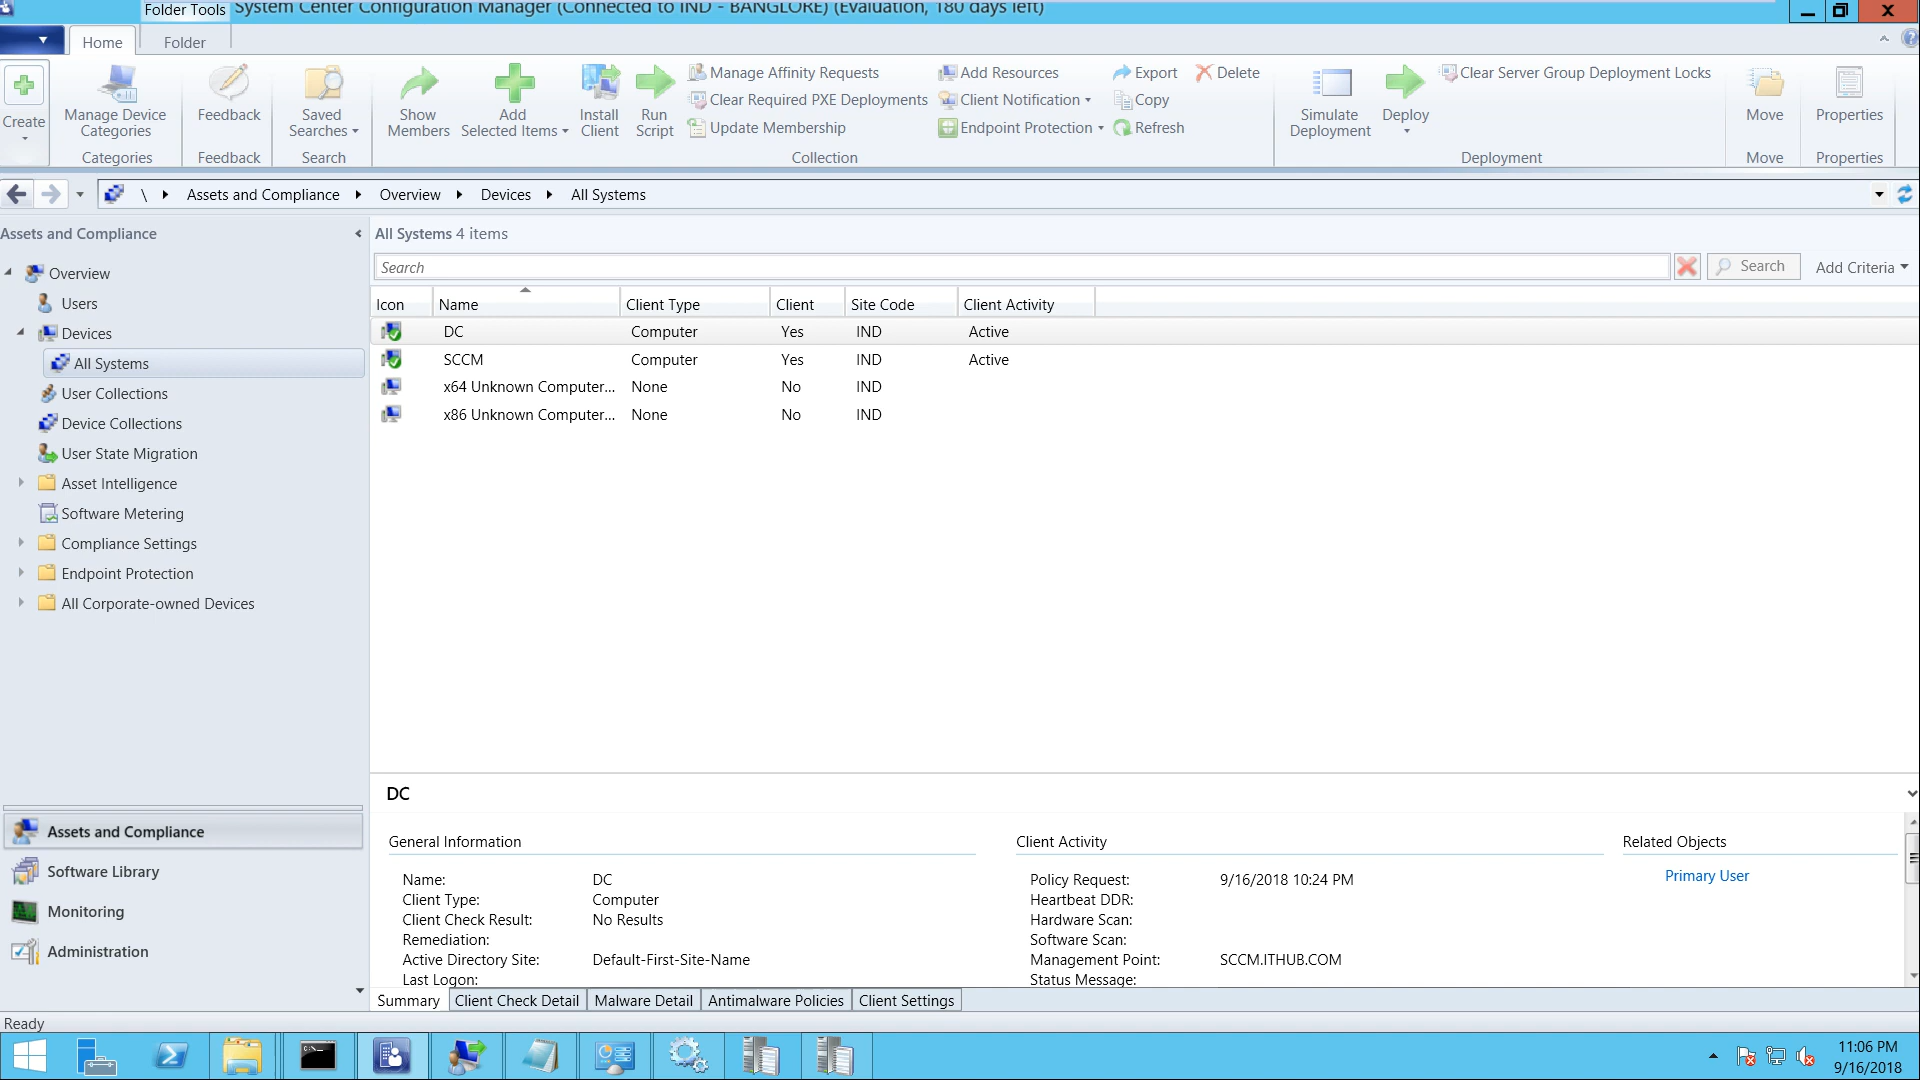 Folder Tools System Center Configuration Manager (Connected to IND - BANGLORE) (Evaluation, 180 days left)
Home Folder
Create
Manage Device Categories
Categories
Feedback
Feedback
Saved Searches
Search
Show Members
Add Selected Items
Install Client
Run Script
Manage Affinity Requests
Clear Required PXE Deployments
Update Membership
Add Resources
Client Notification
Endpoint Protection
Export
Copy
Refresh
Delete
Collection
Simulate Deployment
Deploy
Clear Server Group Deployment Locks
Deployment
Move
Move
Properties
Properties
\ Assets and Compliance Overview Devices All Systems
Assets and Compliance
Overview
Users
Devices
All Systems
User Collections
Device Collections
User State Migration
Asset Intelligence
Software Metering
Compliance Settings
Endpoint Protection
All Corporate-owned Devices
Assets and Compliance
Software Library
Monitoring
Administration
All Systems 4 items
Search Search Add Criteria
Icon Name Client Type Client Site Code Client Activity
DC Computer Yes IND Active
SCCM Computer Yes IND Active
x64 Unknown Computer... None No IND
x86 Unknown Computer... None No IND
DC
General Information
Name: DC
Client Type: Computer
Client Check Result: No Results
Remediation:
Active Directory Site: Default-First-Site-Name
Last Logon:
Client Activity
Policy Request: 9/16/2018 10:24 PM
Heartbeat DDR:
Hardware Scan:
Software Scan:
Management Point: SCCM.ITHUB.COM
Status Message:
Related Objects
Primary User
Summary Client Check Detail Malware Detail Antimalware Policies Client Settings
Ready
11:06 PM
9/16/2018